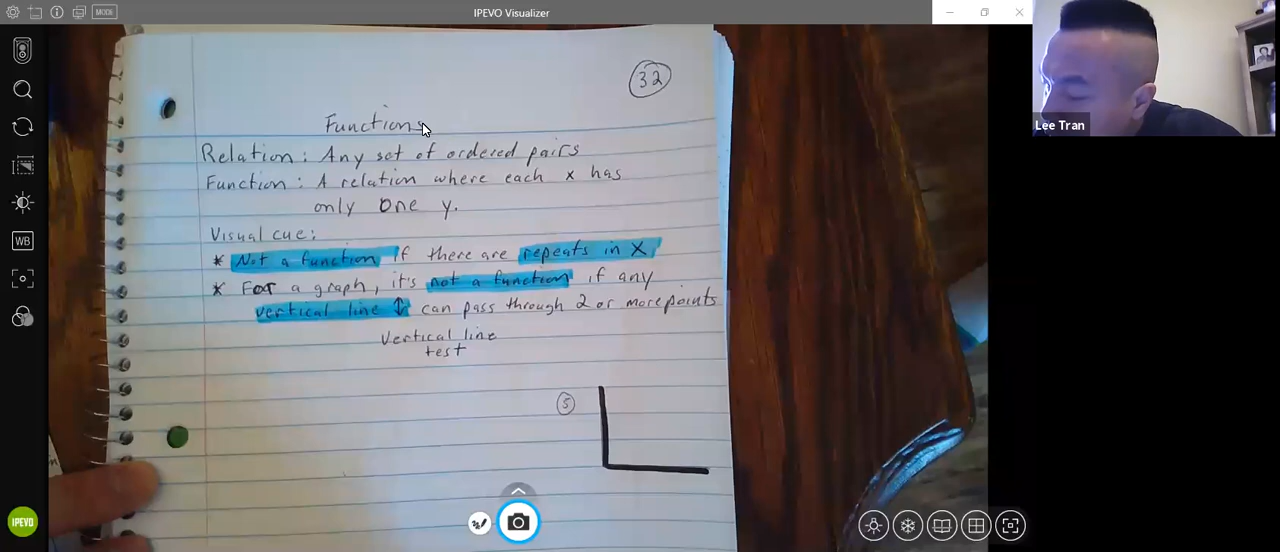 IPEVO Visualizer
MODE
Lee Tran
WB
IPEVO
32
Functions
Relation: Any set of ordered pairs
Function: A relation where each x has
only one y.
Visual cue:
* Not a function if there are repeats in X
* For a graph, it's not a function if any
vertical line ↕ can pass through 2 or more points
Vertical line
test
5